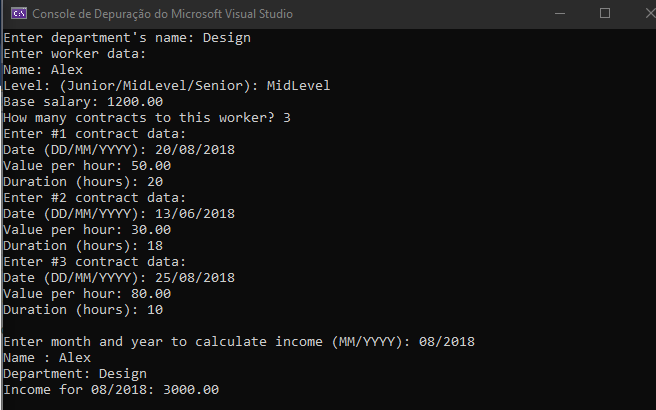 Console de Depuração do Microsoft Visual Studio
Enter department's name: Design
Enter worker data:
Name: Alex
Level: (Junior/MidLevel/Senior): MidLevel
Base salary: 1200.00
How many contracts to this worker? 3
Enter #1 contract data:
Date (DD/MM/YYYY): 20/08/2018
Value per hour: 50.00
Duration (hours): 20
Enter #2 contract data:
Date (DD/MM/YYYY): 13/06/2018
Value per hour: 30.00
Duration (hours): 18
Enter #3 contract data:
Date (DD/MM/YYYY): 25/08/2018
Value per hour: 80.00
Duration (hours): 10
Enter month and year to calculate income (MM/YYYY): 08/2018
Name : Alex
Department: Design
Income for 08/2018: 3000.00